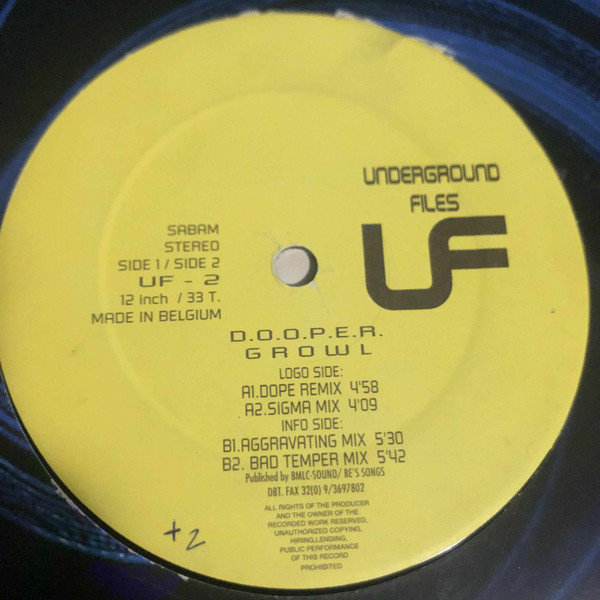 UNDERGROUND
FILES
UF
SABAM
STEREO
SIDE 1 / SIDE 2
UF - 2
12 inch / 33 T.
MADE IN BELGIUM
D.O.O.P.E.R.
GROWL
LOGO SIDE:
A1.DOPE REMIX 4'58
A2.SIGMA MIX 4'09
INFO SIDE:
B1.AGGRAVATING MIX 5'30
B2. BAD TEMPER MIX 5'42
Published by BMLC-SOUND/ BE'S SONGS
DBT. FAX 32(0) 9/3697802
ALL RIGHTS OF THE PRODUCER
AND THE OWNER OF THE
RECORDED WORK RESERVED,
UNAUTHORIZED COPYING,
HIRING,LENDING,
PUBLIC PERFORMANCE
OF THIS RECORD
PROHIBITED
+2